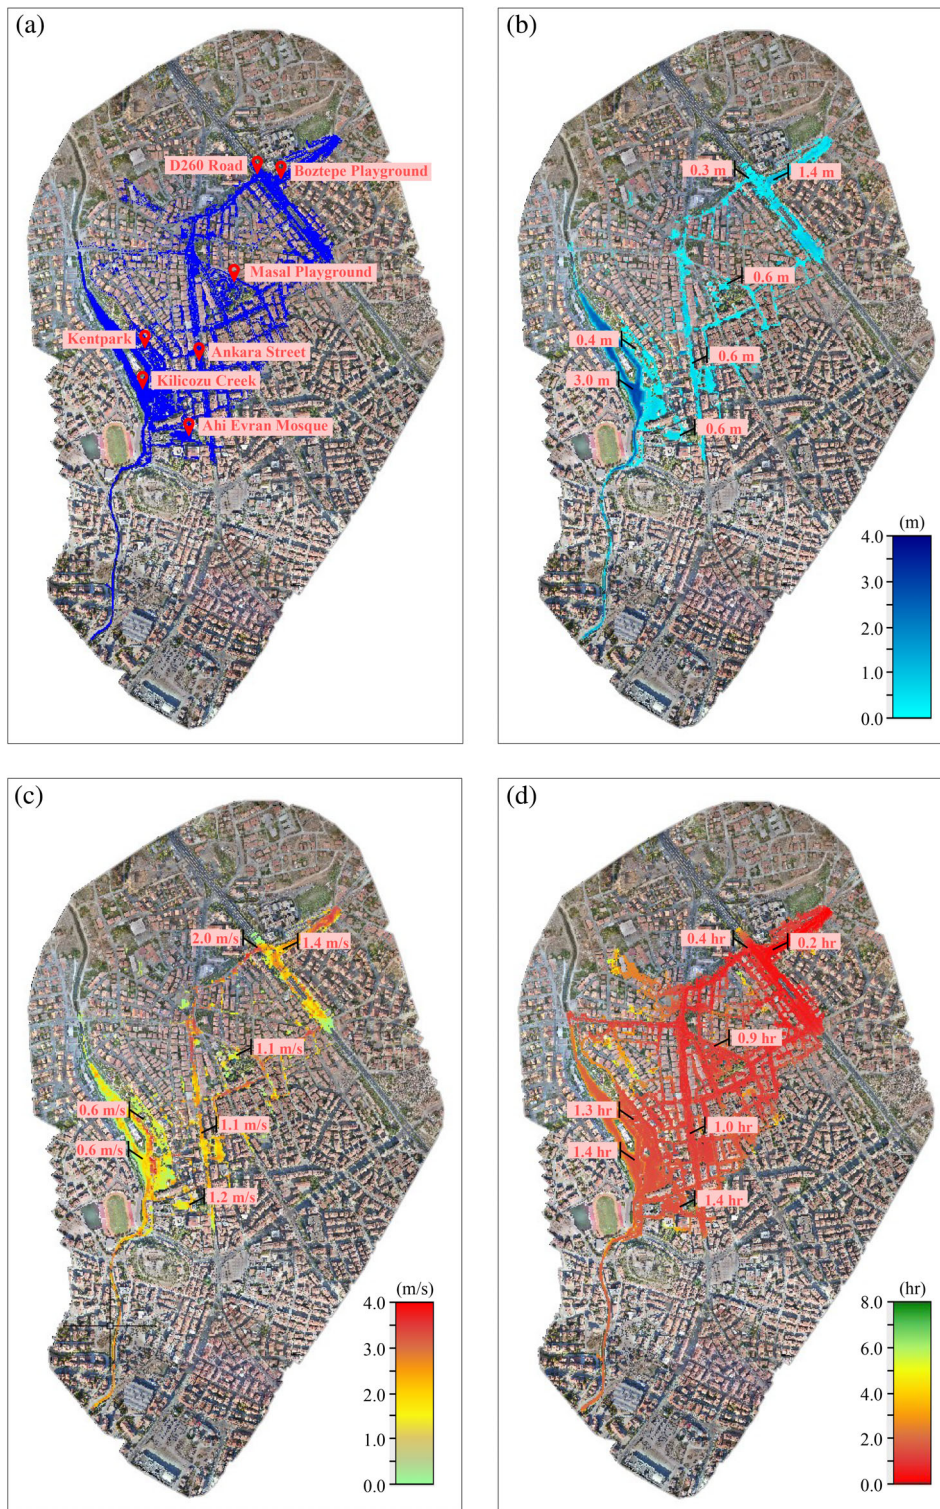 (a)
D260 Road
Boztepe Playground
Masal Playground
Kentpark
Ankara Street
Kilicozu Creek
Ahi Evran Mosque
(b)
0.3 m
1.4 m
0.6 m
0.4 m
0.6 m
3.0 m
0.6 m
(m)
4.0
3.0
2.0
1.0
0.0
(c)
2.0 m/s
1.4 m/s
1.1 m/s
0.6 m/s
1.1 m/s
0.6 m/s
1.2 m/s
(m/s)
4.0
3.0
2.0
1.0
0.0
(d)
0.4 hr
0.2 hr
0.9 hr
1.3 hr
1.0 hr
1.4 hr
1.4 hr
(hr)
8.0
6.0
4.0
2.0
0.0